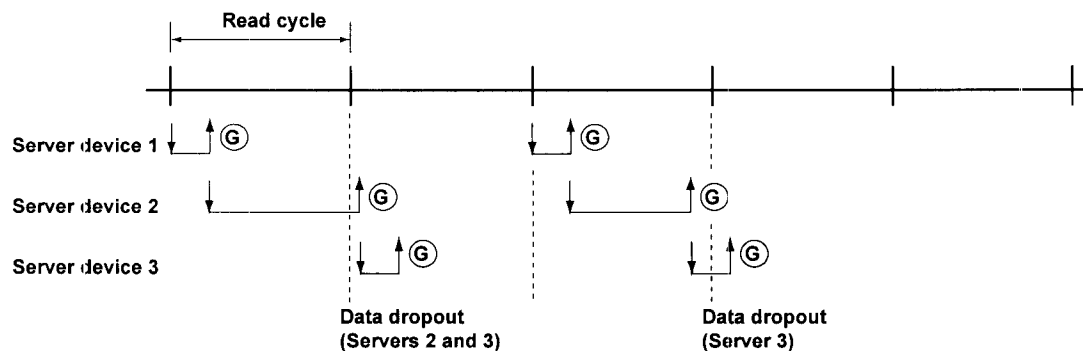 Read cycle
Server device 1
G
G
Server device 2
G
G
Server device 3
G
G
Data dropout
(Servers 2 and 3)
Data dropout
(Server 3)